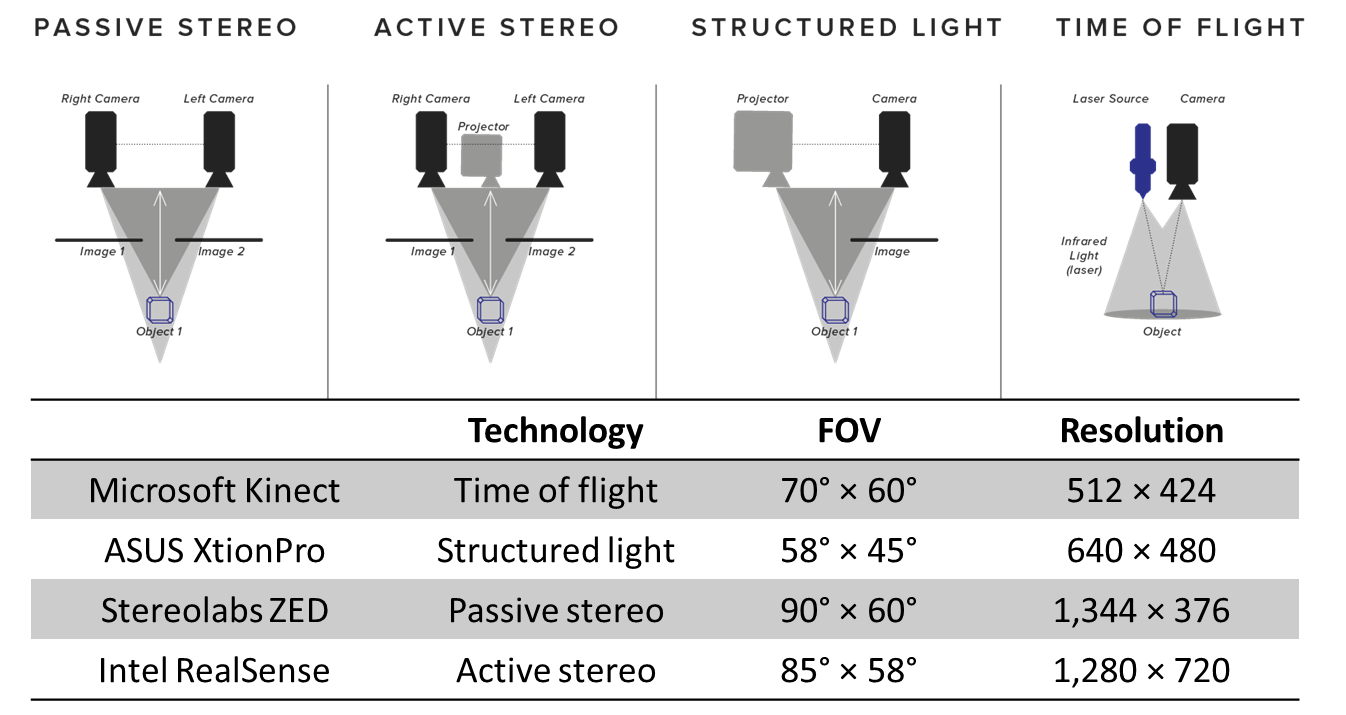 PASSIVE STEREO
ACTIVE STEREO
STRUCTURED LIGHT
TIME OF FLIGHT
Right Camera
Left Camera
Image 1
Image 2
Object 1
Right Camera
Left Camera
Projector
Image 1
Image 2
Object 1
Projector
Camera
Image
Object 1
Laser Source
Camera
Infrared
Light
(laser)
Object
Technology FOV Resolution
Microsoft Kinect Time of flight 70° × 60° 512 × 424
ASUS XtionPro Structured light 58° × 45° 640 × 480
Stereolabs ZED Passive stereo 90° × 60° 1,344 × 376
Intel RealSense Active stereo 85° × 58° 1,280 × 720